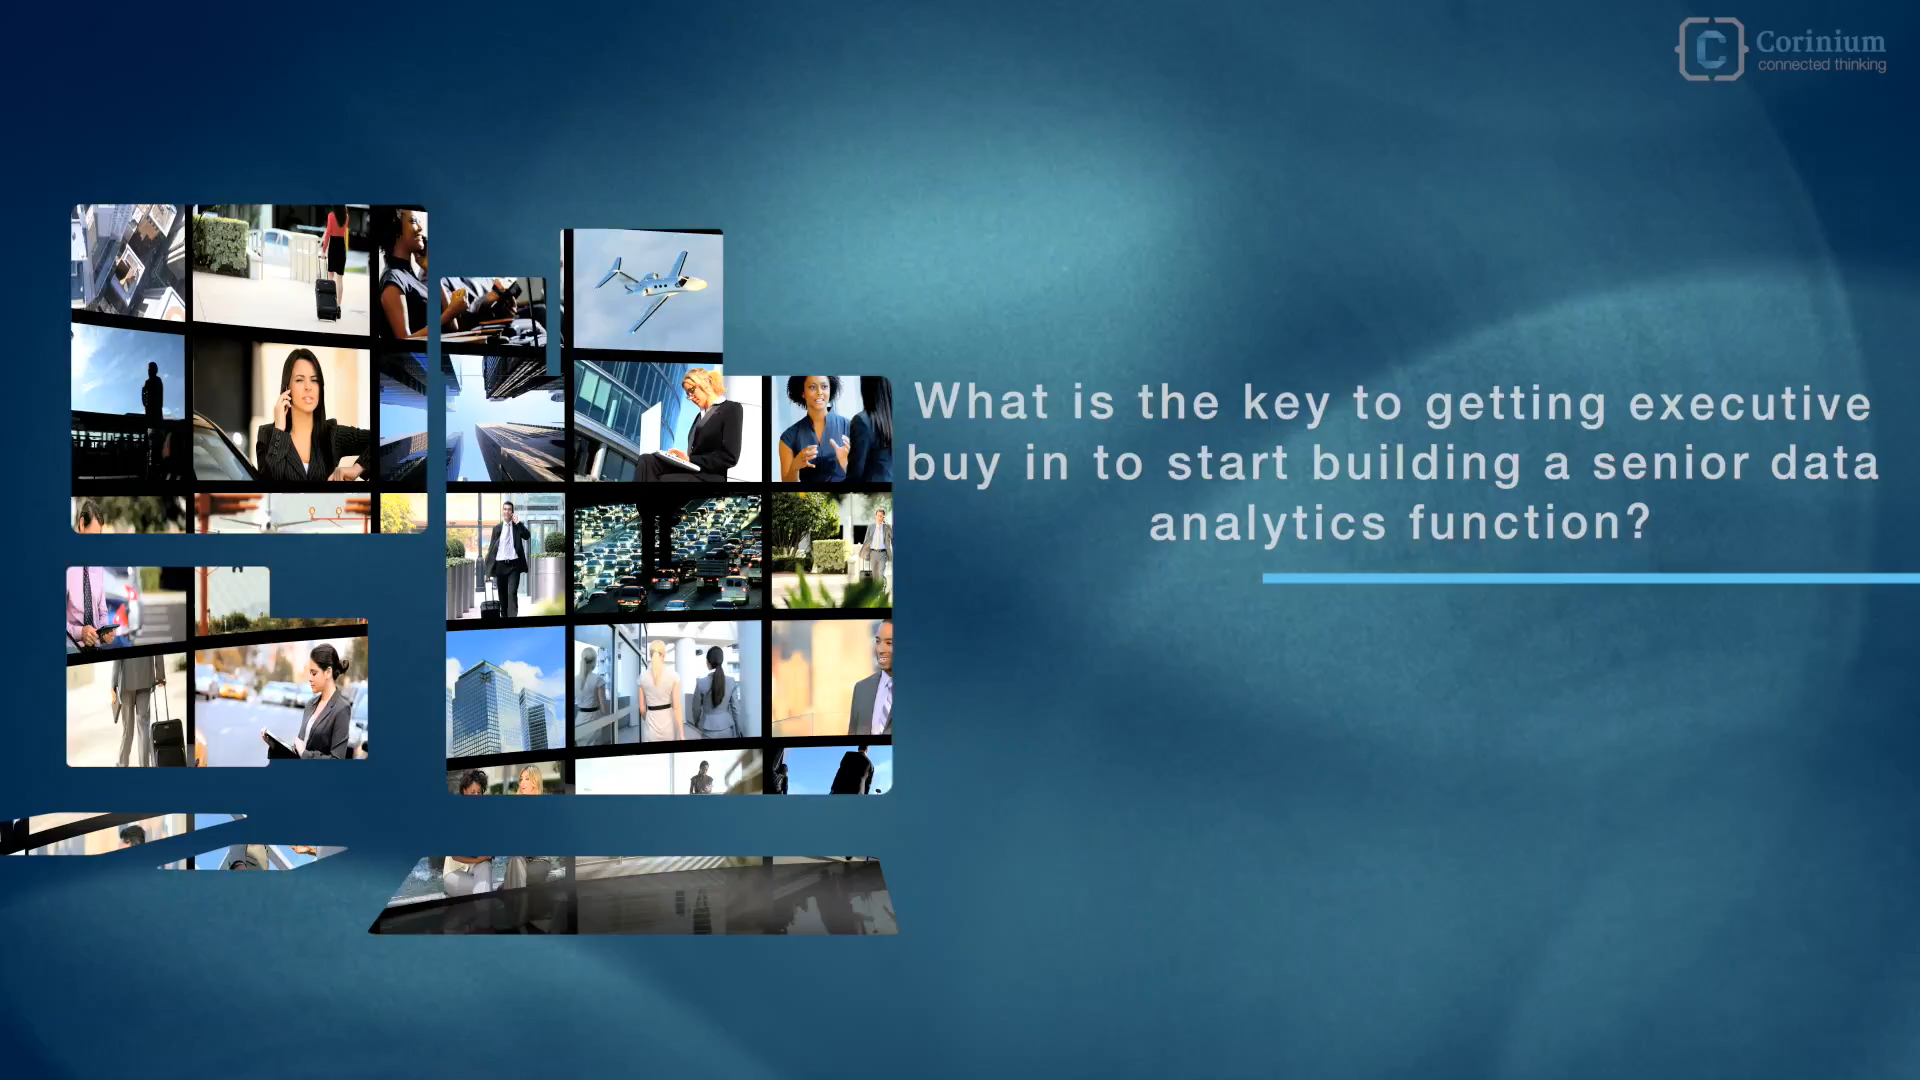 Corinium
connected thinking
What is the key to getting executive
buy in to start building a senior data
analytics function?